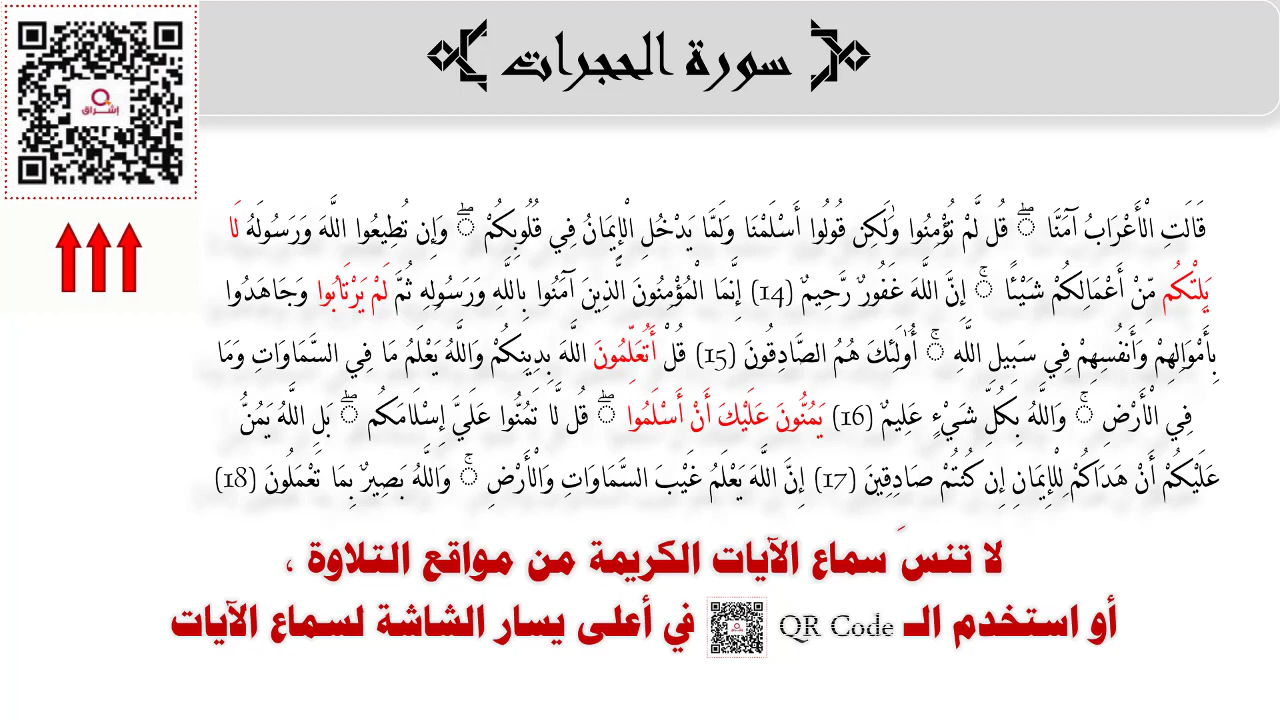 سورة الحجرات
إشراق
قَالَتِ الْأَعْرَابُ آمَنَّا ۖ قُل لَّمْ تُؤْمِنُوا وَلَٰكِن قُولُوا أَسْلَمْنَا وَلَمَّا يَدْخُلِ الْإِيمَانُ فِي قُلُوبِكُمْ ۖ وَإِن تُطِيعُوا اللَّهَ وَرَسُولَهُ لَا
يَلِتْكُم مِّنْ أَعْمَالِكُمْ شَيْئًا ۚ إِنَّ اللَّهَ غَفُورٌ رَّحِيمٌ (14) إِنَّمَا الْمُؤْمِنُونَ الَّذِينَ آمَنُوا بِاللَّهِ وَرَسُولِهِ ثُمَّ لَمْ يَرْتَابُوا وَجَاهَدُوا
بِأَمْوَالِهِمْ وَأَنفُسِهِمْ فِي سَبِيلِ اللَّهِ ۚ أُولَٰئِكَ هُمُ الصَّادِقُونَ (15) قُلْ أَتُعَلِّمُونَ اللَّهَ بِدِينِكُمْ وَاللَّهُ يَعْلَمُ مَا فِي السَّمَاوَاتِ وَمَا
فِي الْأَرْضِ ۚ وَاللَّهُ بِكُلِّ شَيْءٍ عَلِيمٌ (16) يَمُنُّونَ عَلَيْكَ أَنْ أَسْلَمُوا ۖ قُل لَّا تَمُنُّوا عَلَيَّ إِسْلَامَكُم ۖ بَلِ اللَّهُ يَمُنُّ
عَلَيْكُمْ أَنْ هَدَاكُمْ لِلْإِيمَانِ إِن كُنتُمْ صَادِقِينَ (17) إِنَّ اللَّهَ يَعْلَمُ غَيْبَ السَّمَاوَاتِ وَالْأَرْضِ ۚ وَاللَّهُ بَصِيرٌ بِمَا تَعْمَلُونَ (18)
لا تنسَ سماع الآيات الكريمة من مواقع التلاوة ،
أو استخدم الـ QR Code في أعلى يسار الشاشة لسماع الآيات